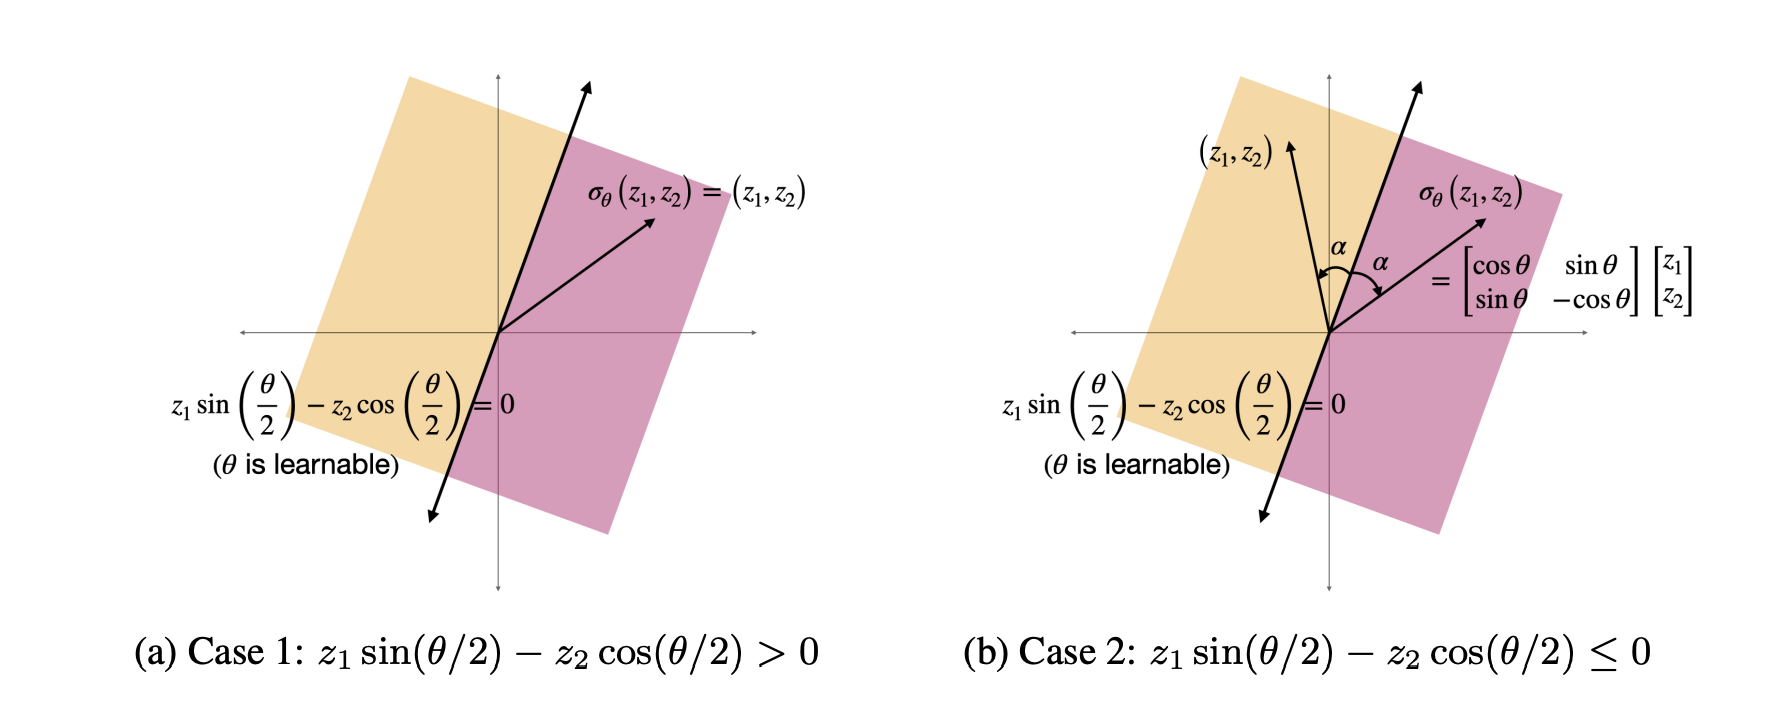 σ_θ (z₁, z₂) = (z₁, z₂)
z₁ sin (θ/2) − z₂ cos (θ/2) = 0
(θ is learnable)
(a) Case 1: z₁ sin(θ/2) − z₂ cos(θ/2) > 0
(z₁, z₂)
σ_θ (z₁, z₂)
α
α
= [cos θ sin θ] [z₁]
[sin θ −cos θ] [z₂]
z₁ sin (θ/2) − z₂ cos (θ/2) = 0
(θ is learnable)
(b) Case 2: z₁ sin(θ/2) − z₂ cos(θ/2) ≤ 0